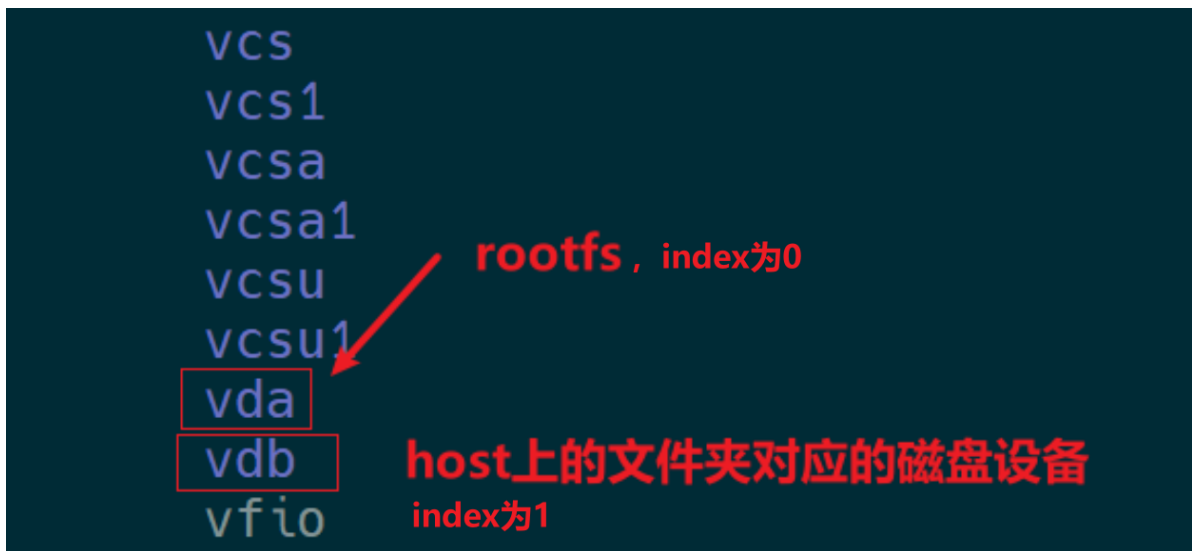 vcs
vcs1
vcsa
vcsa1
rootfs，index为0
vcsu
vcsu1
vda
vdb
host上的文件夹对应的磁盘设备
vfio
index为1